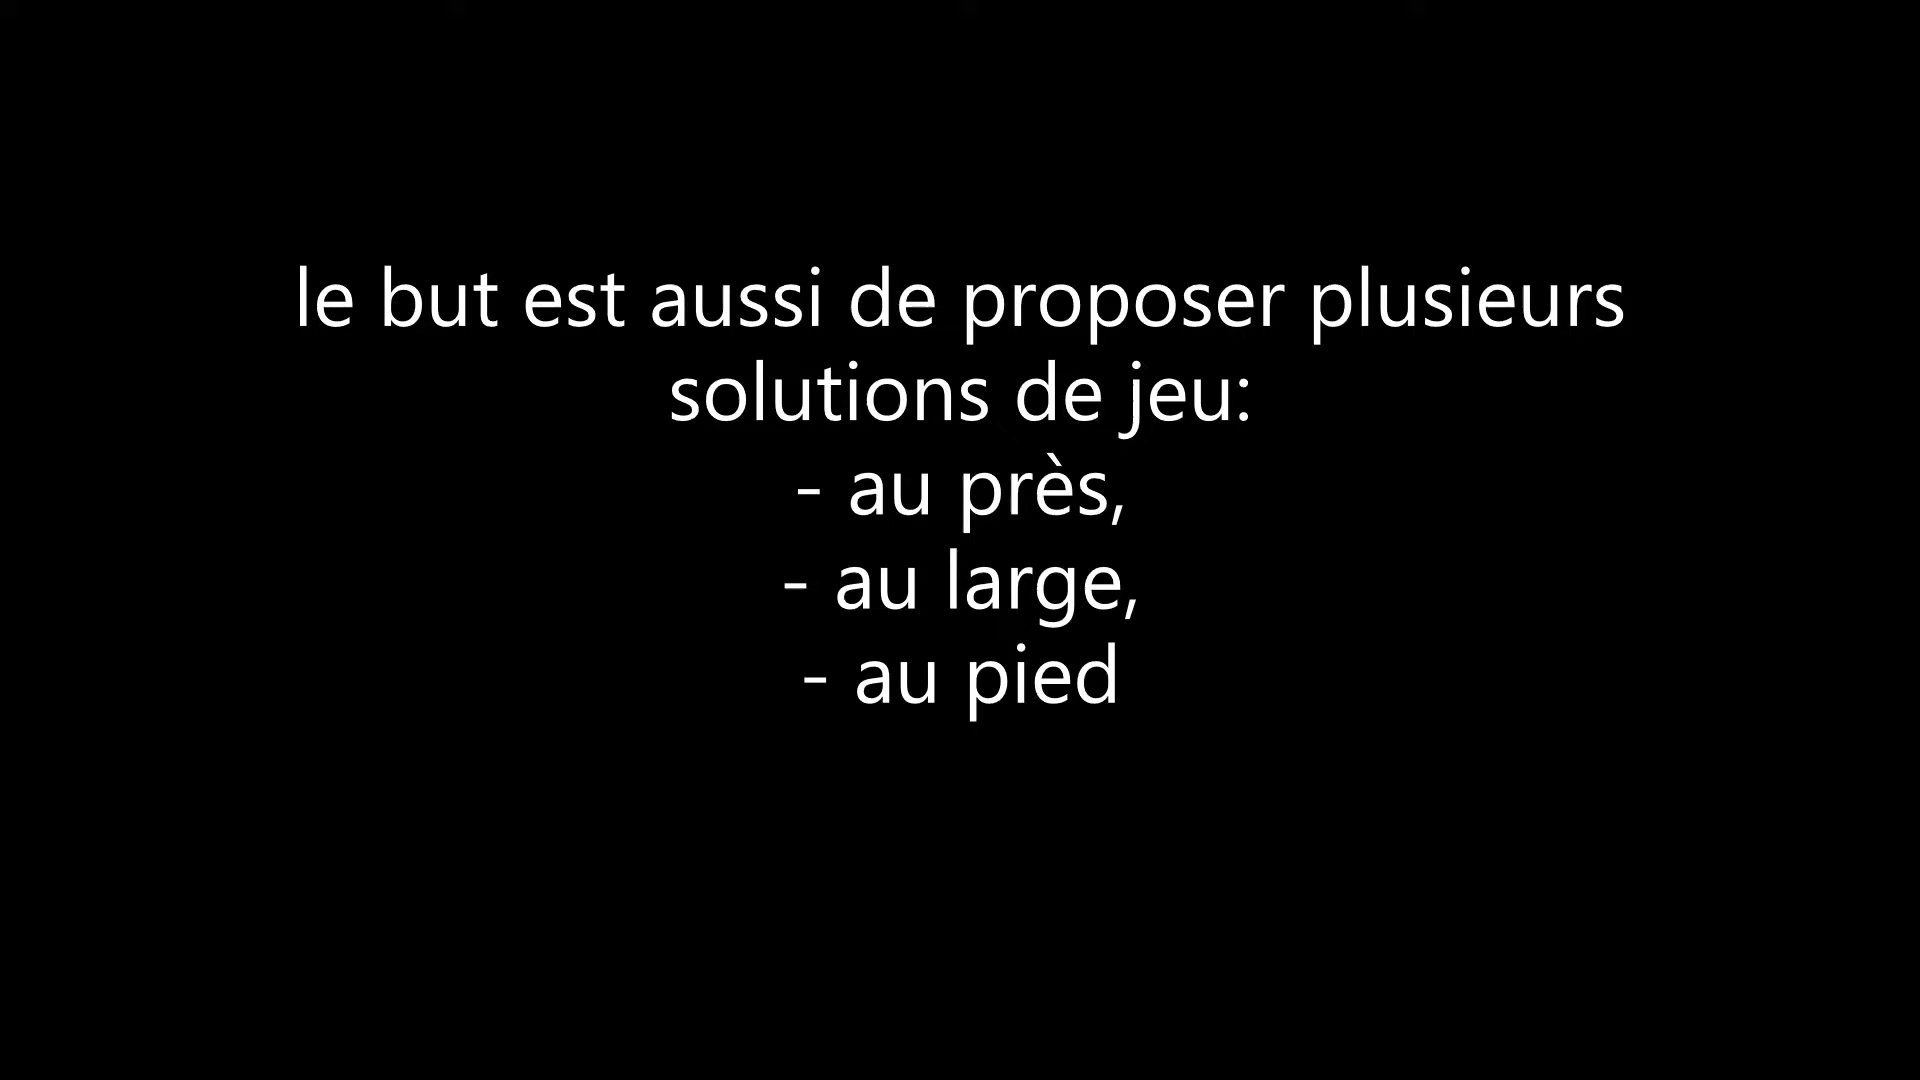 le but est aussi de proposer plusieurs
solutions de jeu:
- au près,
- au large,
- au pied